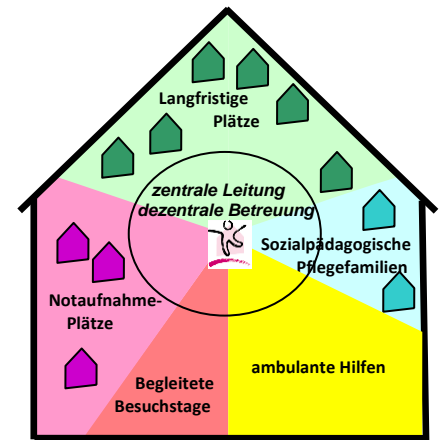 Langfristige
Plätze
zentrale Leitung
dezentrale Betreuung
Sozialpädagogische
Pflegefamilien
Notaufnahme-
Plätze
ambulante Hilfen
Begleitete
Besuchstage